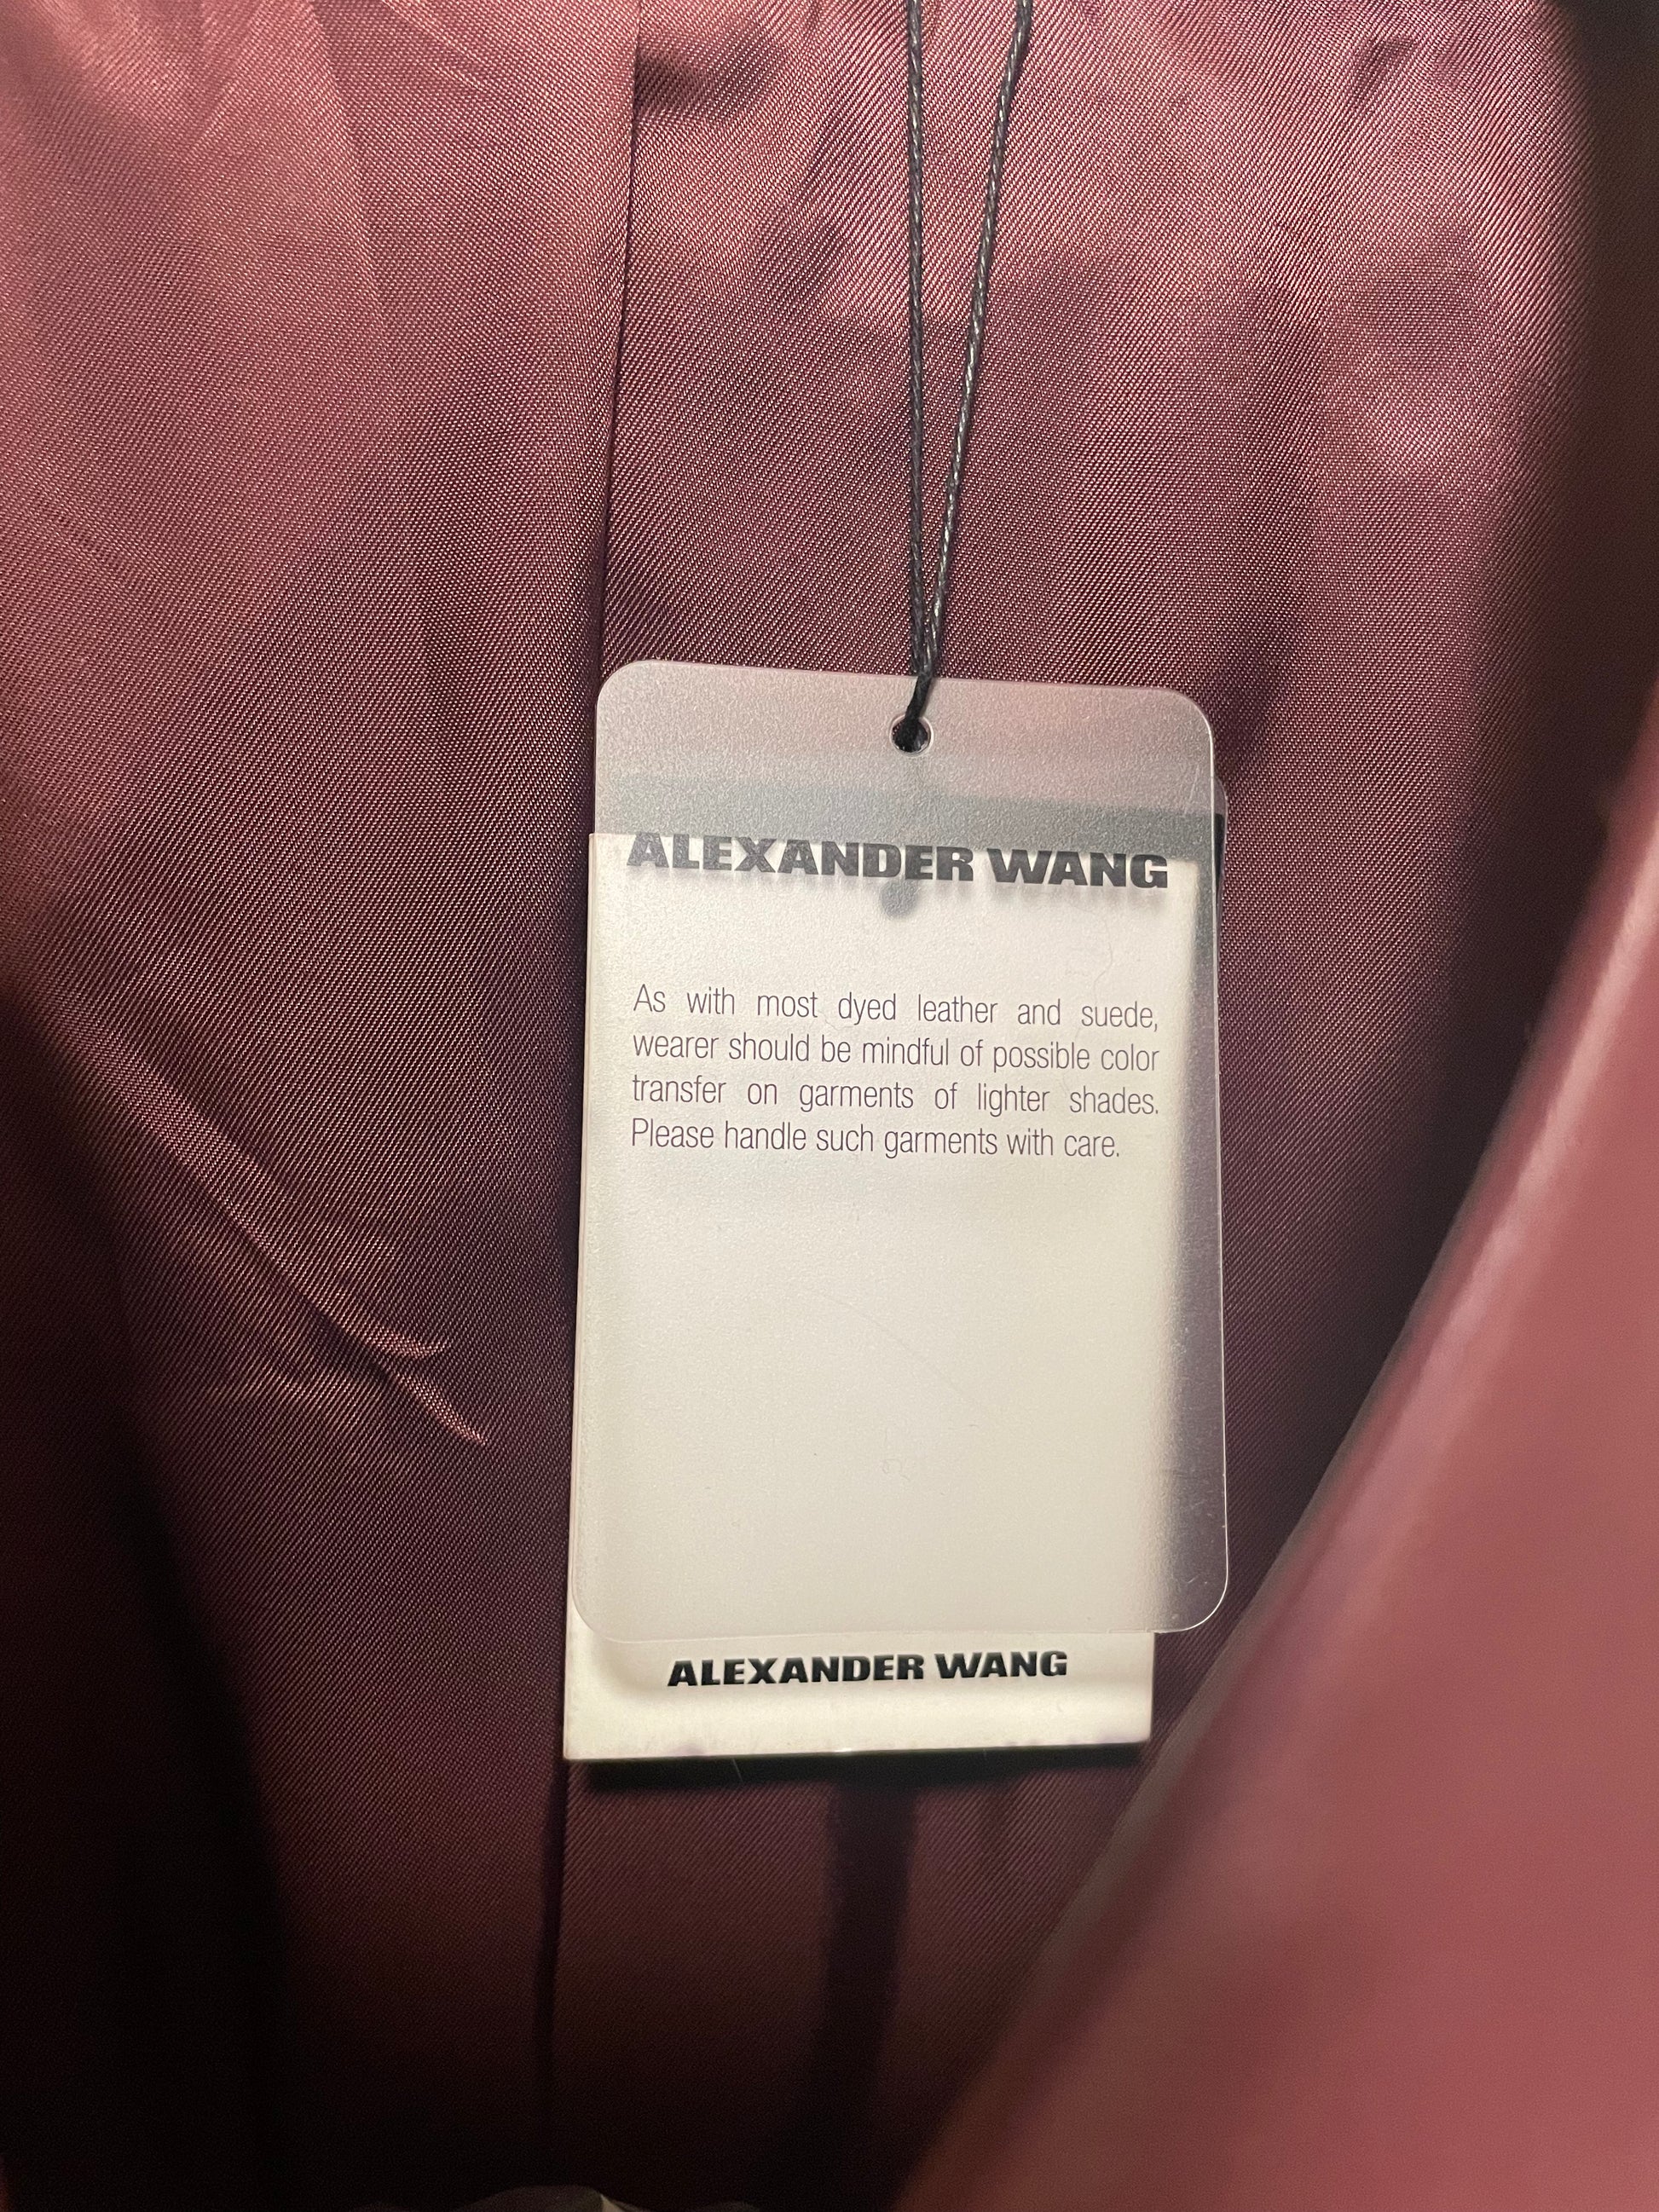 ALEXANDER WANG
As with most dyed leather and suede,
wearer should be mindful of possible color
transfer on garments of lighter shades.
Please handle such garments with care.
ALEXANDER WANG